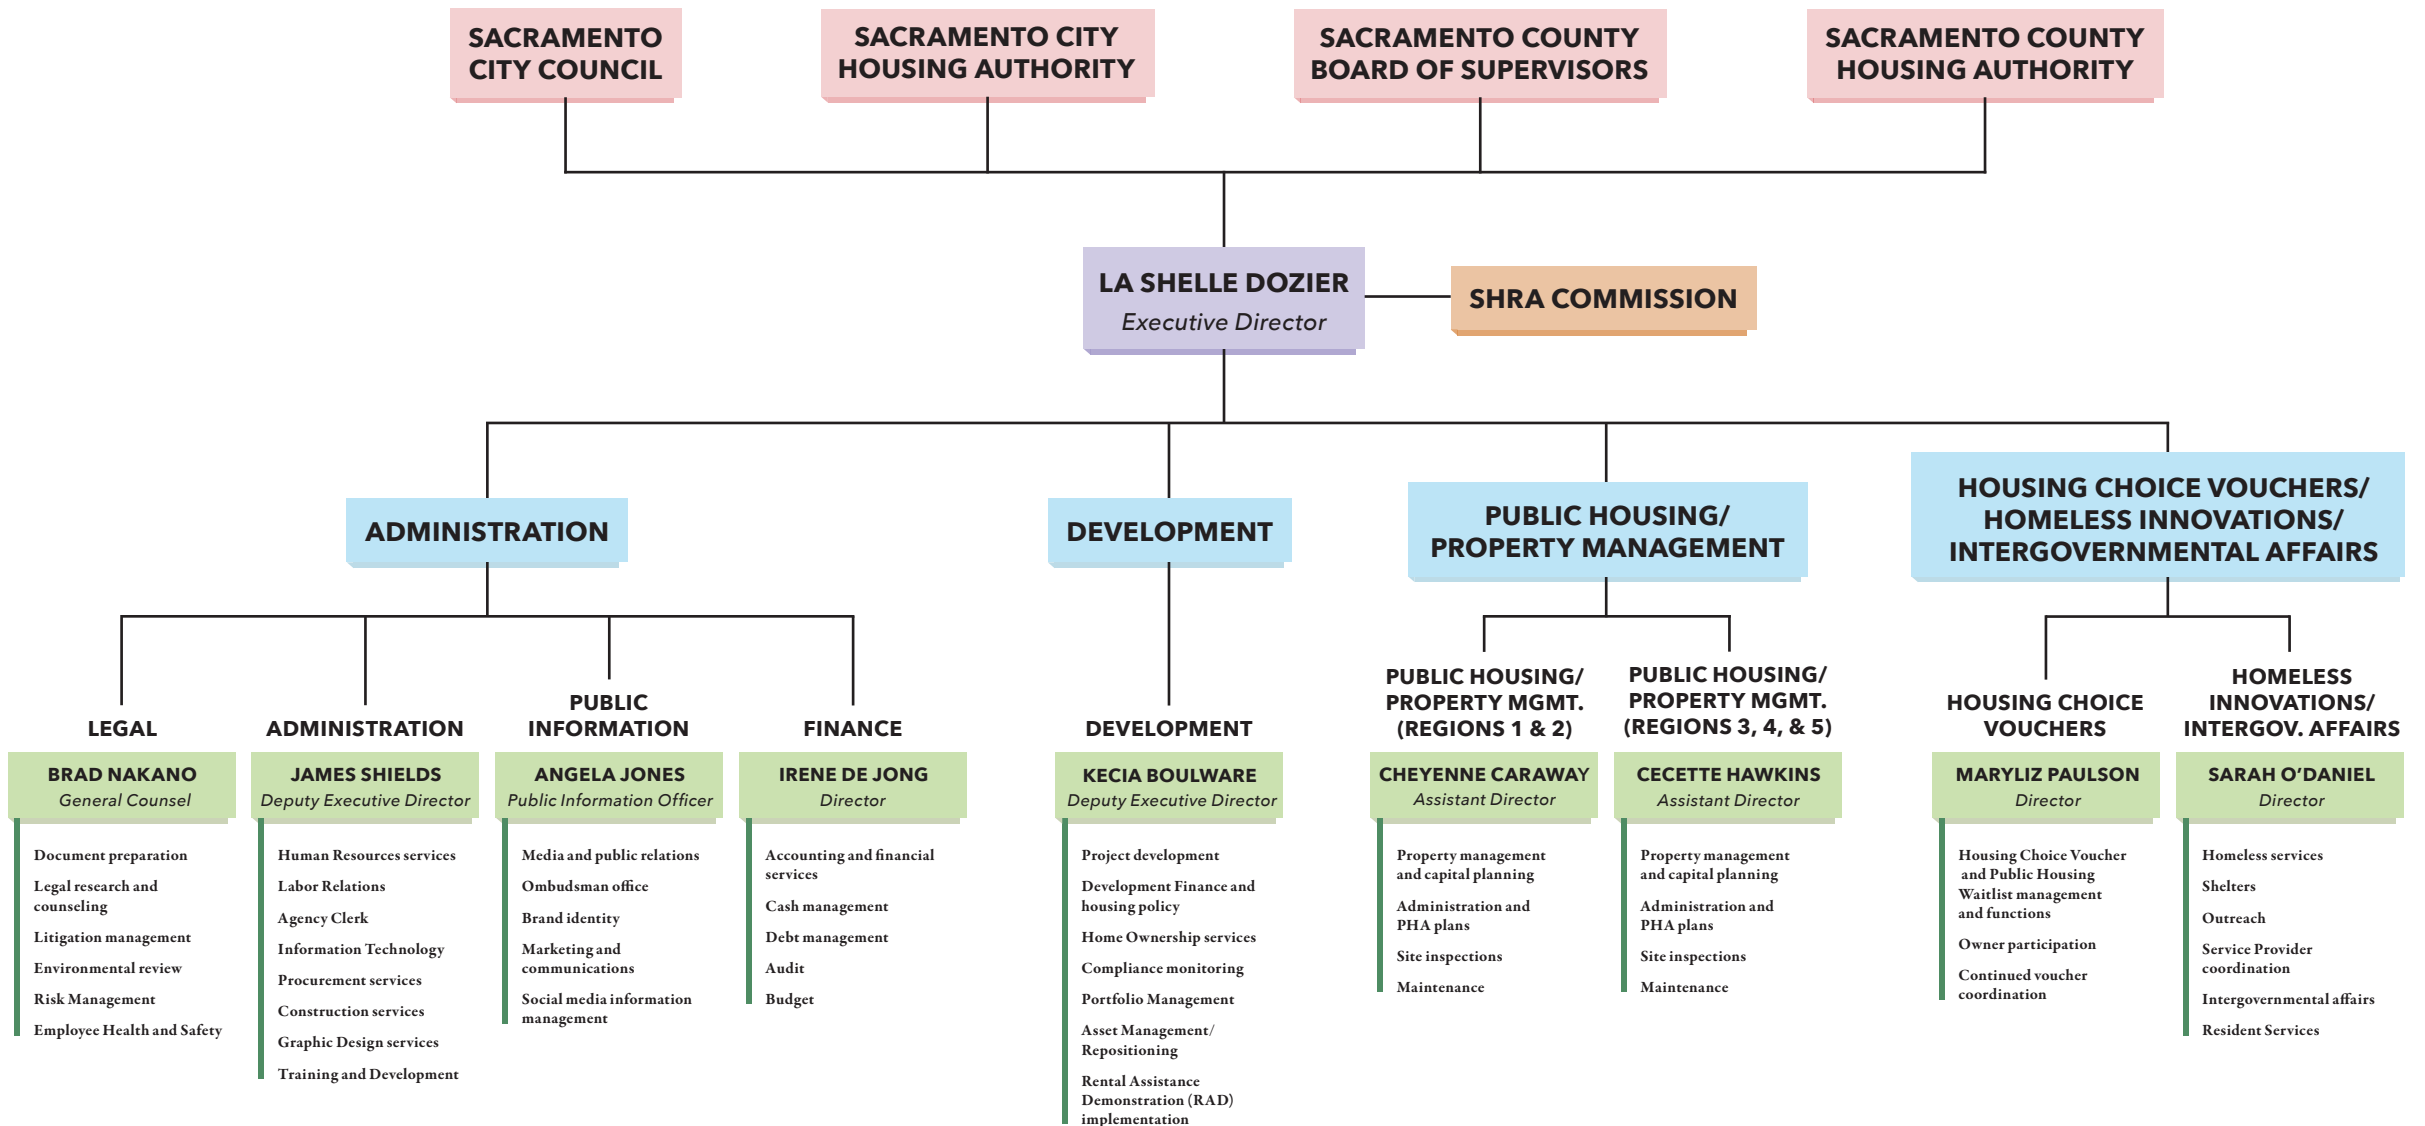 SACRAMENTO
CITY COUNCIL
SACRAMENTO CITY
HOUSING AUTHORITY
SACRAMENTO COUNTY
BOARD OF SUPERVISORS
SACRAMENTO COUNTY
HOUSING AUTHORITY
LA SHELLE DOZIER
Executive Director
SHRA COMMISSION
ADMINISTRATION
DEVELOPMENT
PUBLIC HOUSING/
PROPERTY MANAGEMENT
HOUSING CHOICE VOUCHERS/
HOMELESS INNOVATIONS/
INTERGOVERNMENTAL AFFAIRS
LEGAL
BRAD NAKANO
General Counsel
Document preparation
Legal research and
counseling
Litigation management
Environmental review
Risk Management
Employee Health and Safety
ADMINISTRATION
JAMES SHIELDS
Deputy Executive Director
Human Resources services
Labor Relations
Agency Clerk
Information Technology
Procurement services
Construction services
Graphic Design services
Training and Development
PUBLIC
INFORMATION
ANGELA JONES
Public Information Officer
Media and public relations
Ombudsman office
Brand identity
Marketing and
communications
Social media information
management
FINANCE
IRENE DE JONG
Director
Accounting and financial
services
Cash management
Debt management
Audit
Budget
DEVELOPMENT
KECIA BOULWARE
Deputy Executive Director
Project development
Development Finance and
housing policy
Home Ownership services
Compliance monitoring
Portfolio Management
Asset Management/
Repositioning
Rental Assistance
Demonstration (RAD)
implementation
PUBLIC HOUSING/
PROPERTY MGMT.
(REGIONS 1 & 2)
CHEYENNE CARAWAY
Assistant Director
Property management
and capital planning
Administration and
PHA plans
Site inspections
Maintenance
PUBLIC HOUSING/
PROPERTY MGMT.
(REGIONS 3, 4, & 5)
CECETTE HAWKINS
Assistant Director
Property management
and capital planning
Administration and
PHA plans
Site inspections
Maintenance
HOUSING CHOICE
VOUCHERS
MARYLIZ PAULSON
Director
Housing Choice Voucher
and Public Housing
Waitlist management
and functions
Owner participation
Continued voucher
coordination
HOMELESS
INNOVATIONS/
INTERGOV. AFFAIRS
SARAH O’DANIEL
Director
Homeless services
Shelters
Outreach
Service Provider
coordination
Intergovernmental affairs
Resident Services